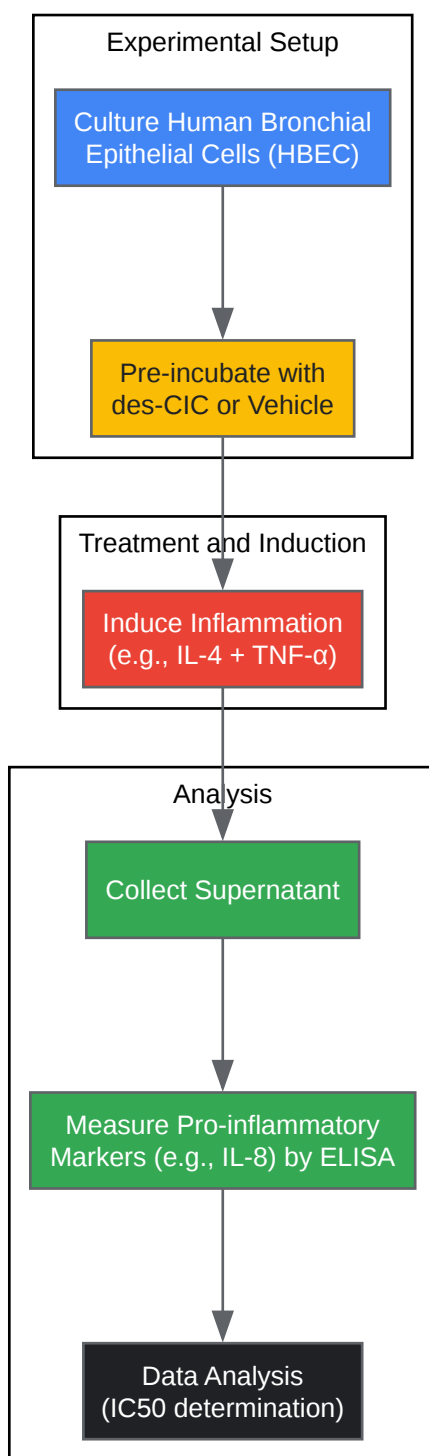 Experimental Setup
Culture Human Bronchial
Epithelial Cells (HBEC)
Pre-incubate with
des-CIC or Vehicle
Treatment and Induction
Induce Inflammation
(e.g., IL-4 + TNF-α)
Analysis
Collect Supernatant
Measure Pro-inflammatory
Markers (e.g., IL-8) by ELISA
Data Analysis
(IC50 determination)